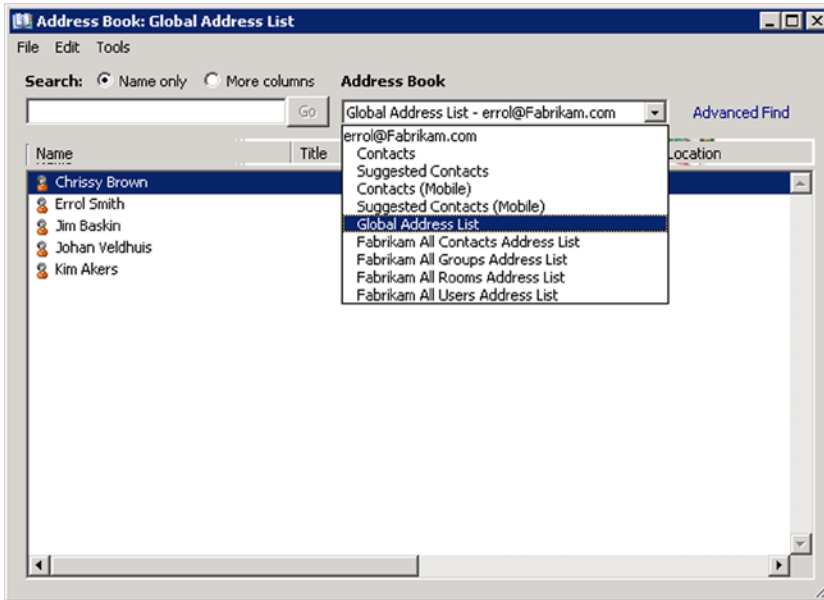 Address Book: Global Address List
File Edit Tools
Search: Name only More columns Address Book
Go Global Address List - errol@Fabrikam.com Advanced Find
errol@Fabrikam.com
Contacts
Suggested Contacts
Contacts (Mobile)
Suggested Contacts (Mobile)
Global Address List
Fabrikam All Contacts Address List
Fabrikam All Groups Address List
Fabrikam All Rooms Address List
Fabrikam All Users Address List
Name Title Location
Chrissy Brown
Errol Smith
Jim Baskin
Johan Veldhuis
Kim Akers